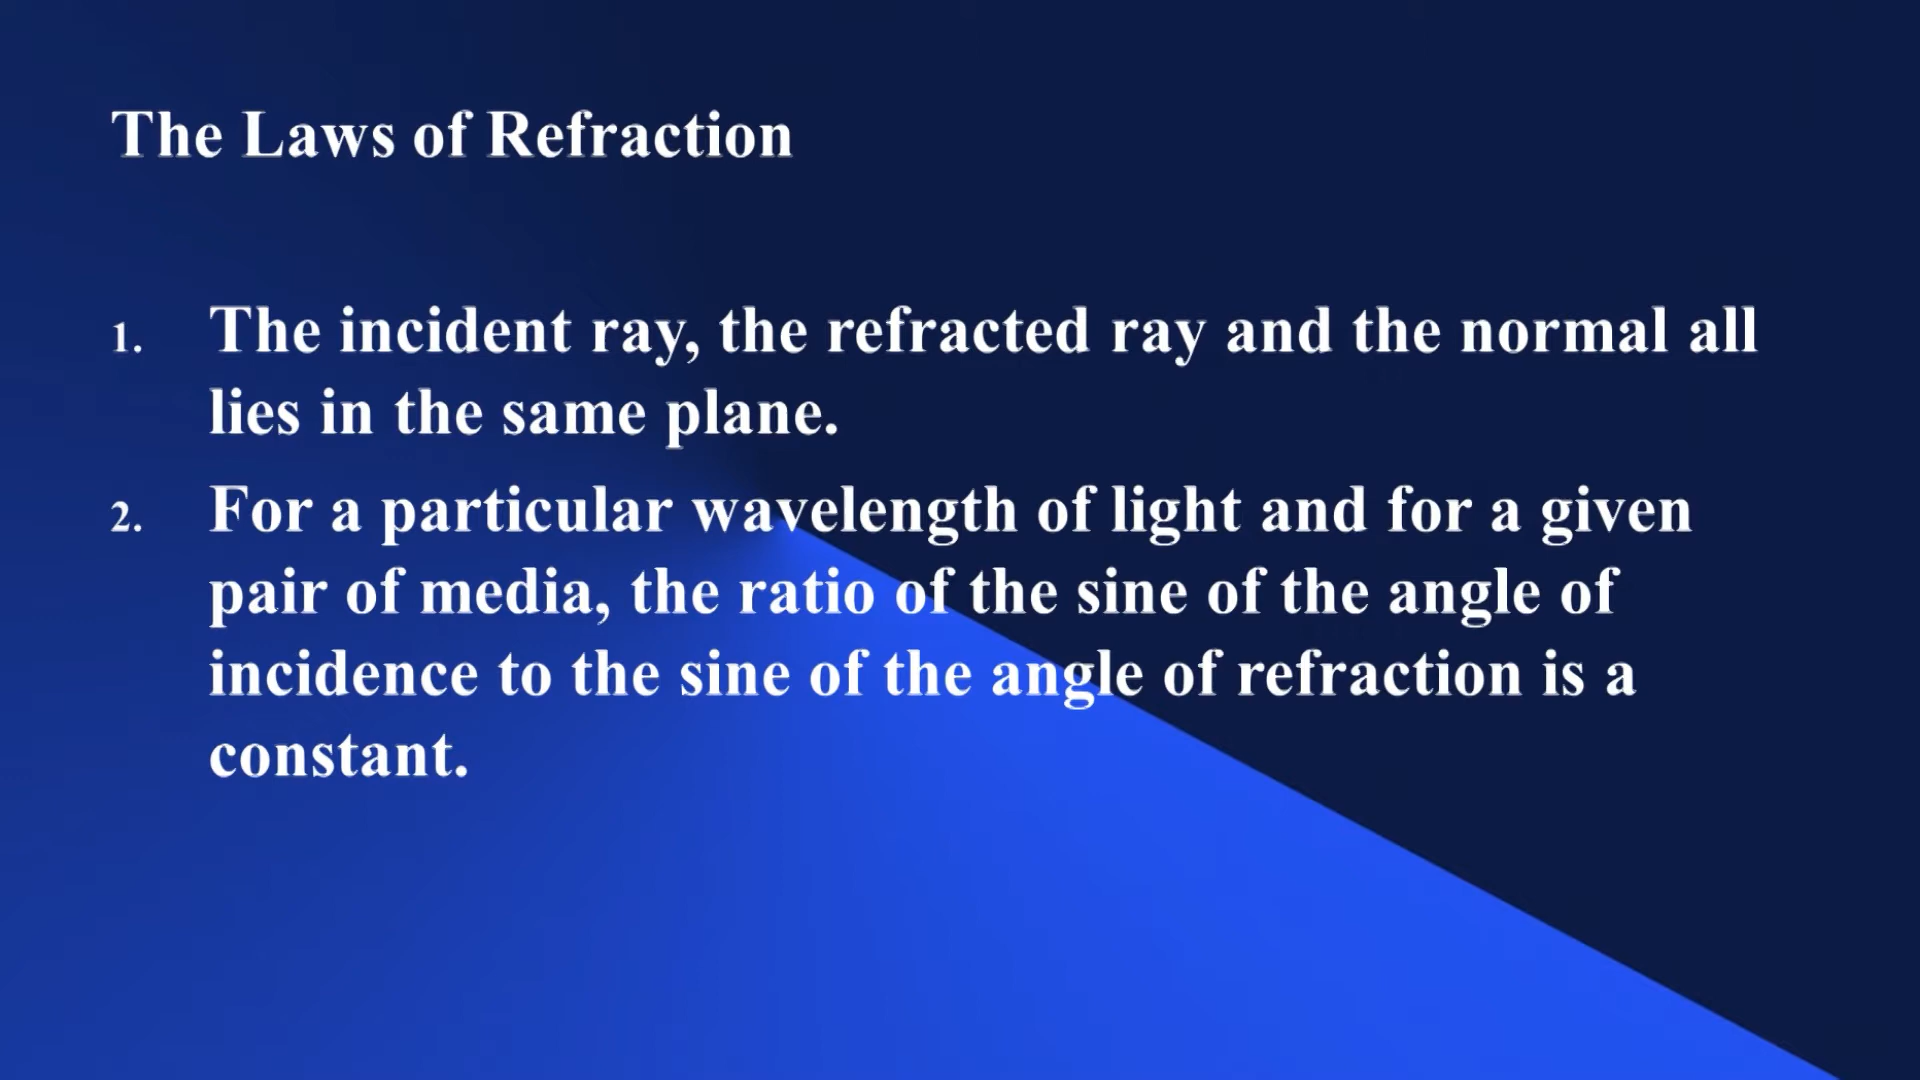 The Laws of Refraction
1. The incident ray, the refracted ray and the normal all
lies in the same plane.
2. For a particular wavelength of light and for a given
pair of media, the ratio of the sine of the angle of
incidence to the sine of the angle of refraction is a
constant.